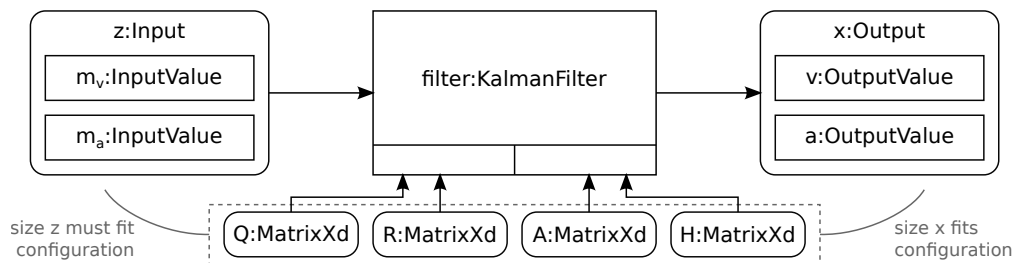 z:Input
mv:InputValue
ma:InputValue
filter:KalmanFilter
x:Output
v:OutputValue
a:OutputValue
size z must fit
configuration
Q:MatrixXd
R:MatrixXd
A:MatrixXd
H:MatrixXd
size x fits
configuration